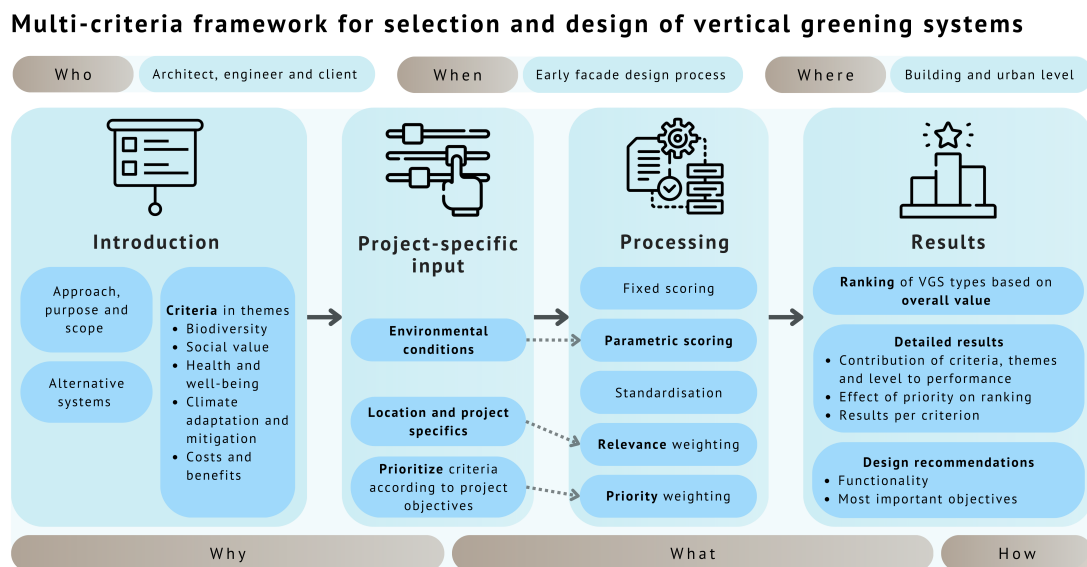 Multi-criteria framework for selection and design of vertical greening systems
Who
Architect, engineer and client
When
Early facade design process
Where
Building and urban level
Introduction
Approach,
purpose and
scope
Alternative
systems
Criteria in themes
• Biodiversity
• Social value
• Health and
well-being
• Climate
adaptation and
mitigation
• Costs and
benefits
Project-specific
input
Environmental
conditions
Location and project
specifics
Prioritize criteria
according to project
objectives
Processing
Fixed scoring
Parametric scoring
Standardisation
Relevance weighting
Priority weighting
Results
Ranking of VGS types based on
overall value
Detailed results
• Contribution of criteria, themes
and level to performance
• Effect of priority on ranking
• Results per criterion
Design recommendations
• Functionality
• Most important objectives
Why
What
How